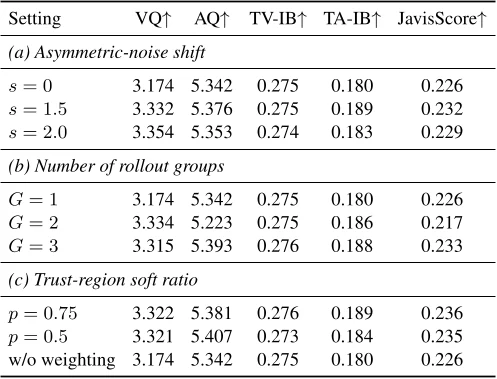 Setting VQ↑ AQ↑ TV-IB↑ TA-IB↑ JavisScore↑
(a) Asymmetric-noise shift
s = 0 3.174 5.342 0.275 0.180 0.226
s = 1.5 3.332 5.376 0.275 0.189 0.232
s = 2.0 3.354 5.353 0.274 0.183 0.229
(b) Number of rollout groups
G = 1 3.174 5.342 0.275 0.180 0.226
G = 2 3.334 5.223 0.275 0.186 0.217
G = 3 3.315 5.393 0.276 0.188 0.233
(c) Trust-region soft ratio
p = 0.75 3.322 5.381 0.276 0.189 0.236
p = 0.5 3.321 5.407 0.273 0.184 0.235
w/o weighting 3.174 5.342 0.275 0.180 0.226